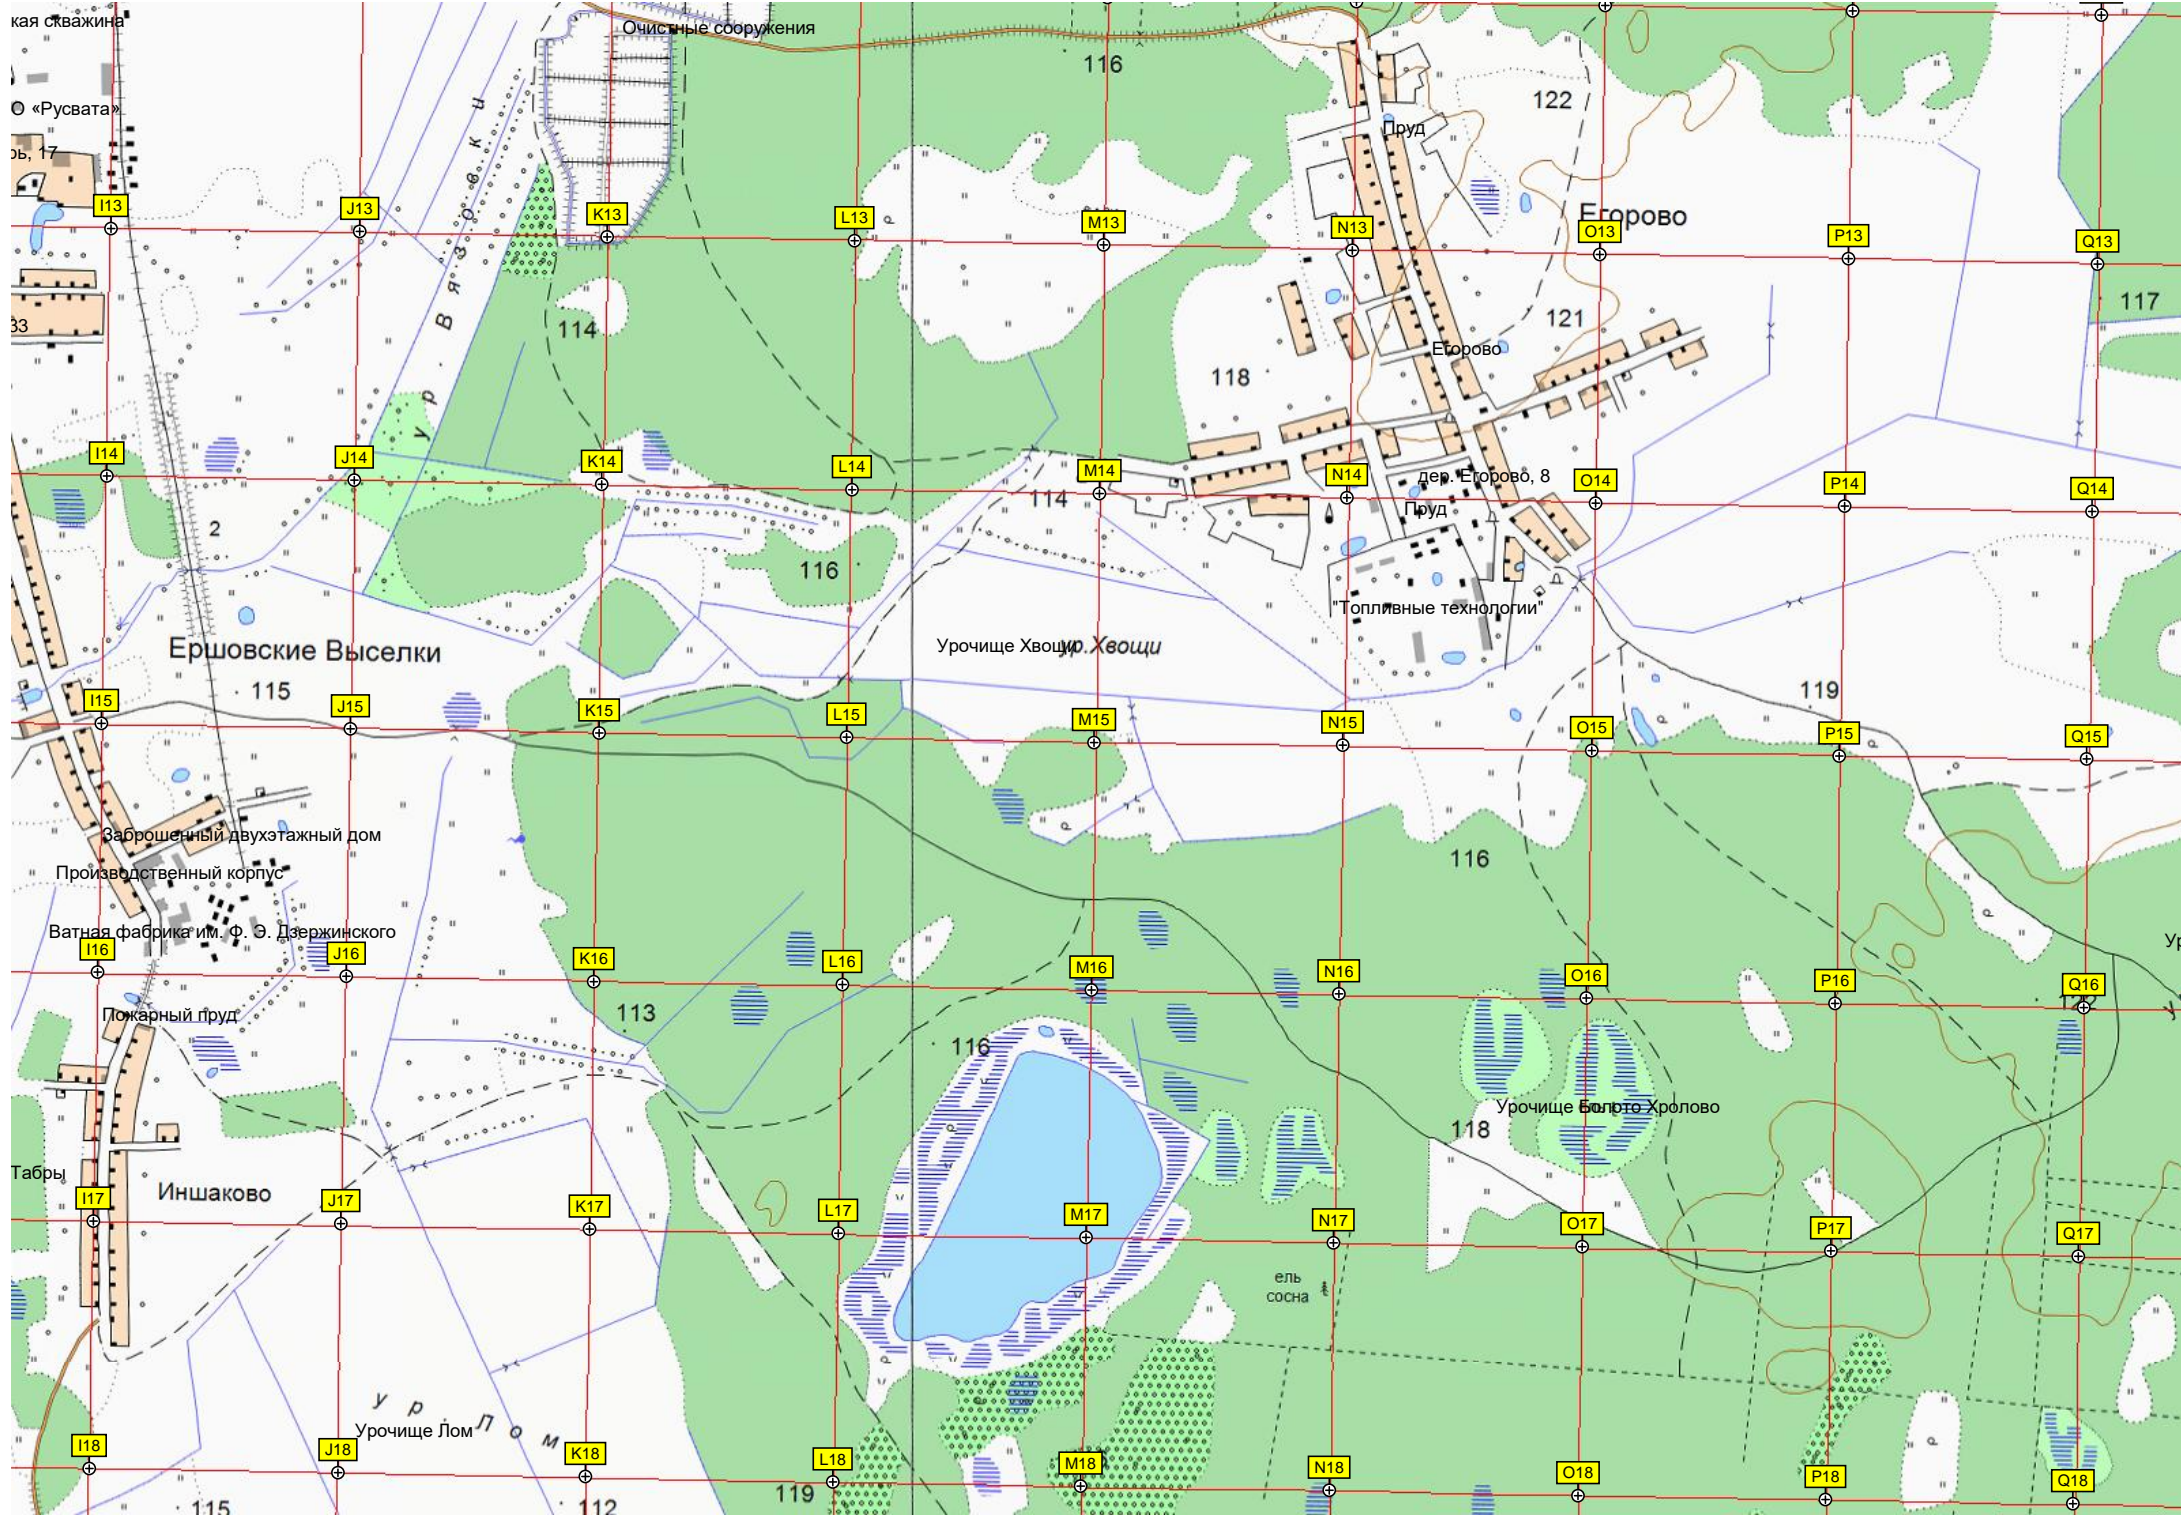 кая скважина
Очистные сооружения
116
122
О «Русвата»
Пруд
рь, 17
I13
J13
K13
L13
M13
N13
Егорово
O13
P13
Q13
ур. Вязовки
117
33
114
121
Егорово
118
I14
J14
K14
L14
M14
N14
дер. Егорово, 8
O14
P14
Q14
114
Пруд
2
116
"Топливные технологии"
Ершовские Выселки
Урочище Хвощи
ур.Хвощи
115
119
I15
J15
K15
L15
M15
N15
O15
P15
Q15
Заброшенный двухэтажный дом
116
Производственный корпус
Ватная фабрика им. Ф. Э. Дзержинского
Ур
I16
J16
K16
L16
M16
N16
O16
P16
Q16
Пожарный пруд
113
116
Урочище Болото Хролово
118
Табры
Иншаково
I17
J17
K17
L17
M17
N17
O17
P17
Q17
ель
сосна
ур. Лом
Урочище Лом
I18
J18
K18
L18
M18
N18
O18
P18
Q18
115
112
119